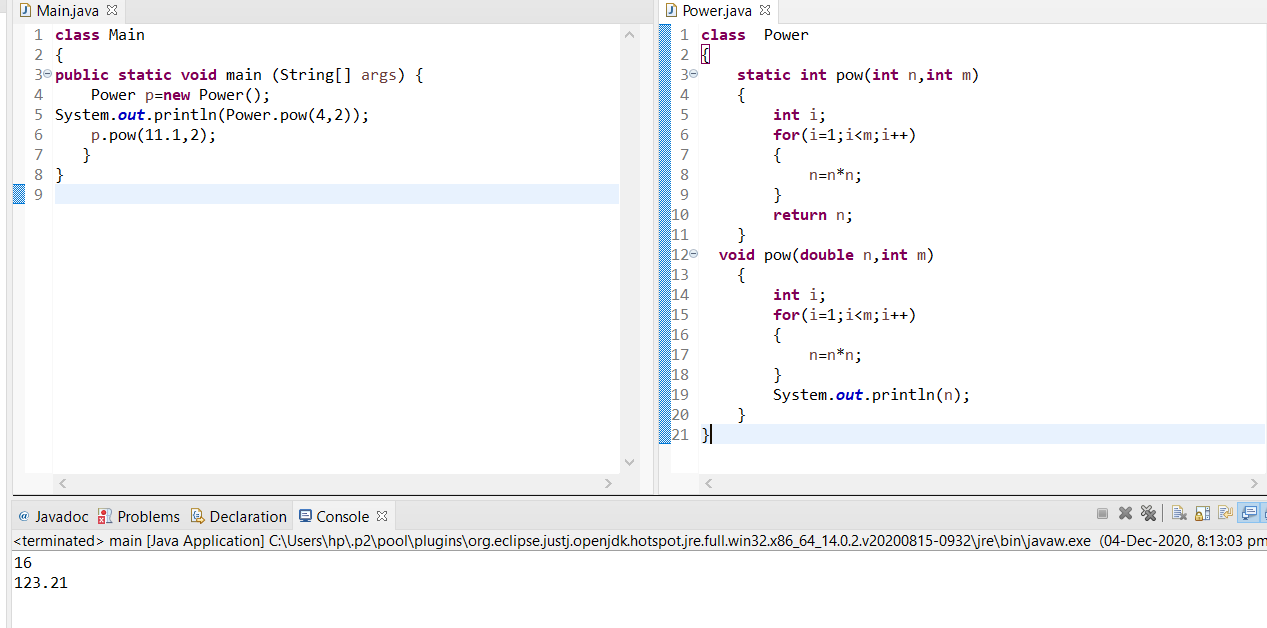 Main.java
1 class Main
2 {
3 public static void main (String[] args) {
4     Power p=new Power();
5 System.out.println(Power.pow(4,2));
6     p.pow(11.1,2);
7    }
8 }
9
Power.java
1 class  Power
2 {
3     static int pow(int n,int m)
4     {
5         int i;
6         for(i=1;i<m;i++)
7         {
8             n=n*n;
9         }
10         return n;
11     }
12   void pow(double n,int m)
13     {
14         int i;
15         for(i=1;i<m;i++)
16         {
17             n=n*n;
18         }
19         System.out.println(n);
20     }
21 }
@ Javadoc Problems Declaration Console
<terminated> main [Java Application] C:\Users\hp\.p2\pool\plugins\org.eclipse.justj.openjdk.hotspot.jre.full.win32.x86_64_14.0.2.v20200815-0932\jre\bin\javaw.exe  (04-Dec-2020, 8:13:03 pm
16
123.21